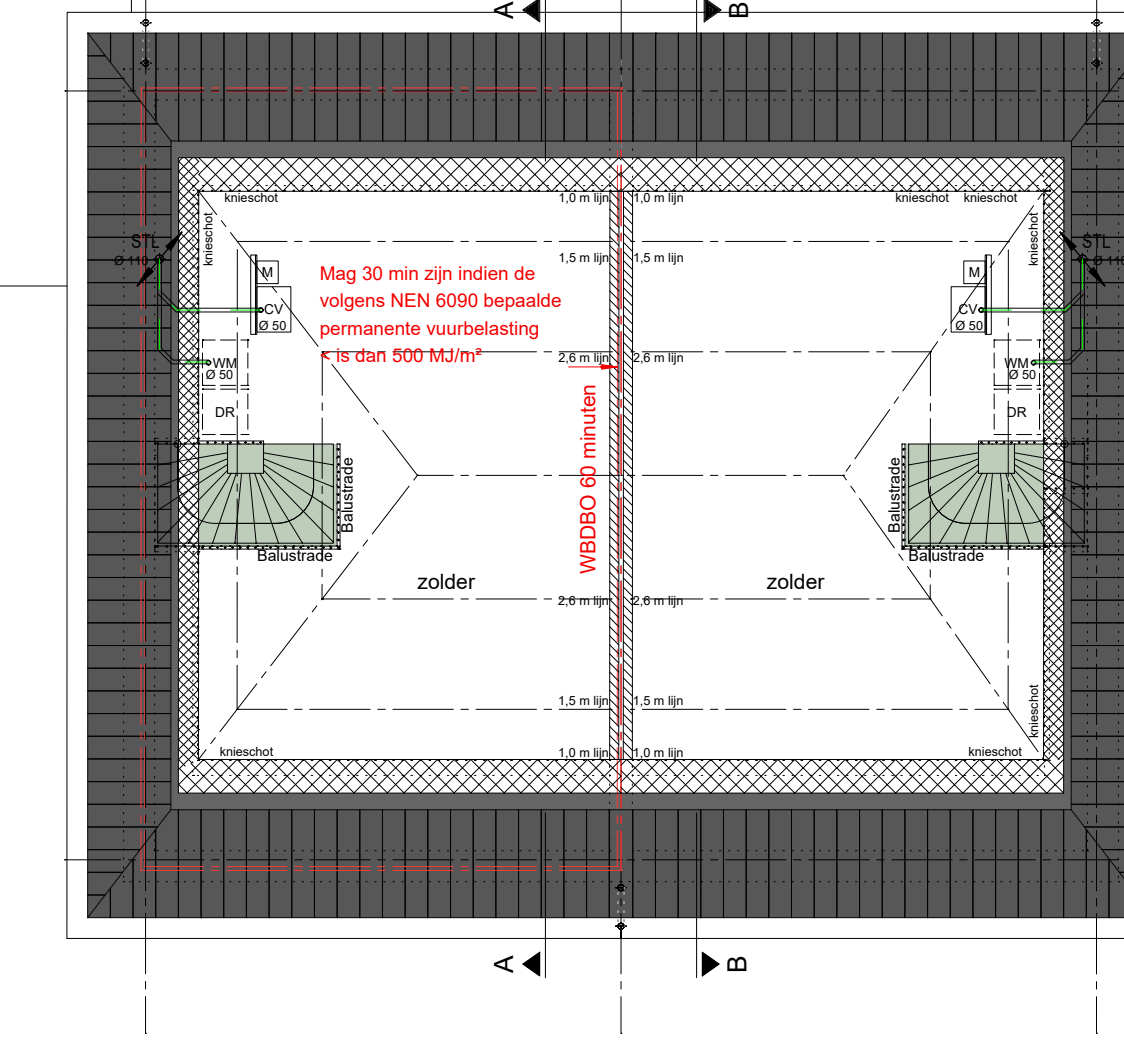 A
B
knieschot
1,0 m lijn
1,0 m lijn
knieschot
knieschot
knieschot
knieschot
STL
Ø 110
STL
Ø 110
1,5 m lijn
1,5 m lijn
M
M
Mag 30 min zijn indien de
volgens NEN 6090 bepaalde
permanente vuurbelasting
< is dan 500 MJ/m²
CV
Ø 50
CV
Ø 50
2,6 m lijn
2,6 m lijn
WM
Ø 50
WM
Ø 50
DR
DR
WBDBO 60 minuten
Balustrade
Balustrade
Balustrade
Balustrade
zolder
zolder
2,6 m lijn
2,6 m lijn
1,5 m lijn
1,5 m lijn
knieschot
knieschot
1,0 m lijn
1,0 m lijn
knieschot
A
B